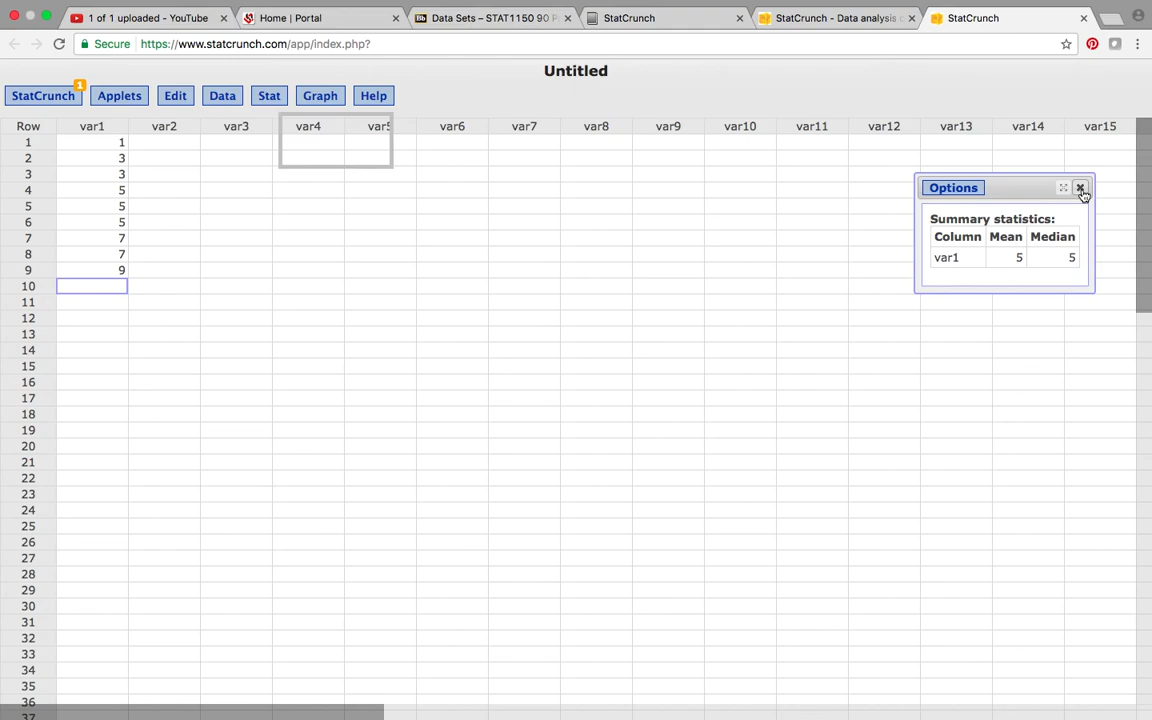 1 of 1 uploaded - YouTube
Home | Portal
Data Sets – STAT1150 90 P
StatCrunch
StatCrunch - Data analysis
StatCrunch
Secure https://www.statcrunch.com/app/index.php?
Untitled
StatCrunch 1 Applets Edit Data Stat Graph Help
Row var1 var2 var3 var4 var5 var6 var7 var8 var9 var10 var11 var12 var13 var14 var15
1 1
2 3
3 3
4 5
5 5
6 5
7 7
8 7
9 9
10
11
12
13
14
15
16
17
18
19
20
21
22
23
24
25
26
27
28
29
30
31
32
33
34
35
36
37
Options
Summary statistics:
Column Mean Median
var1 5 5